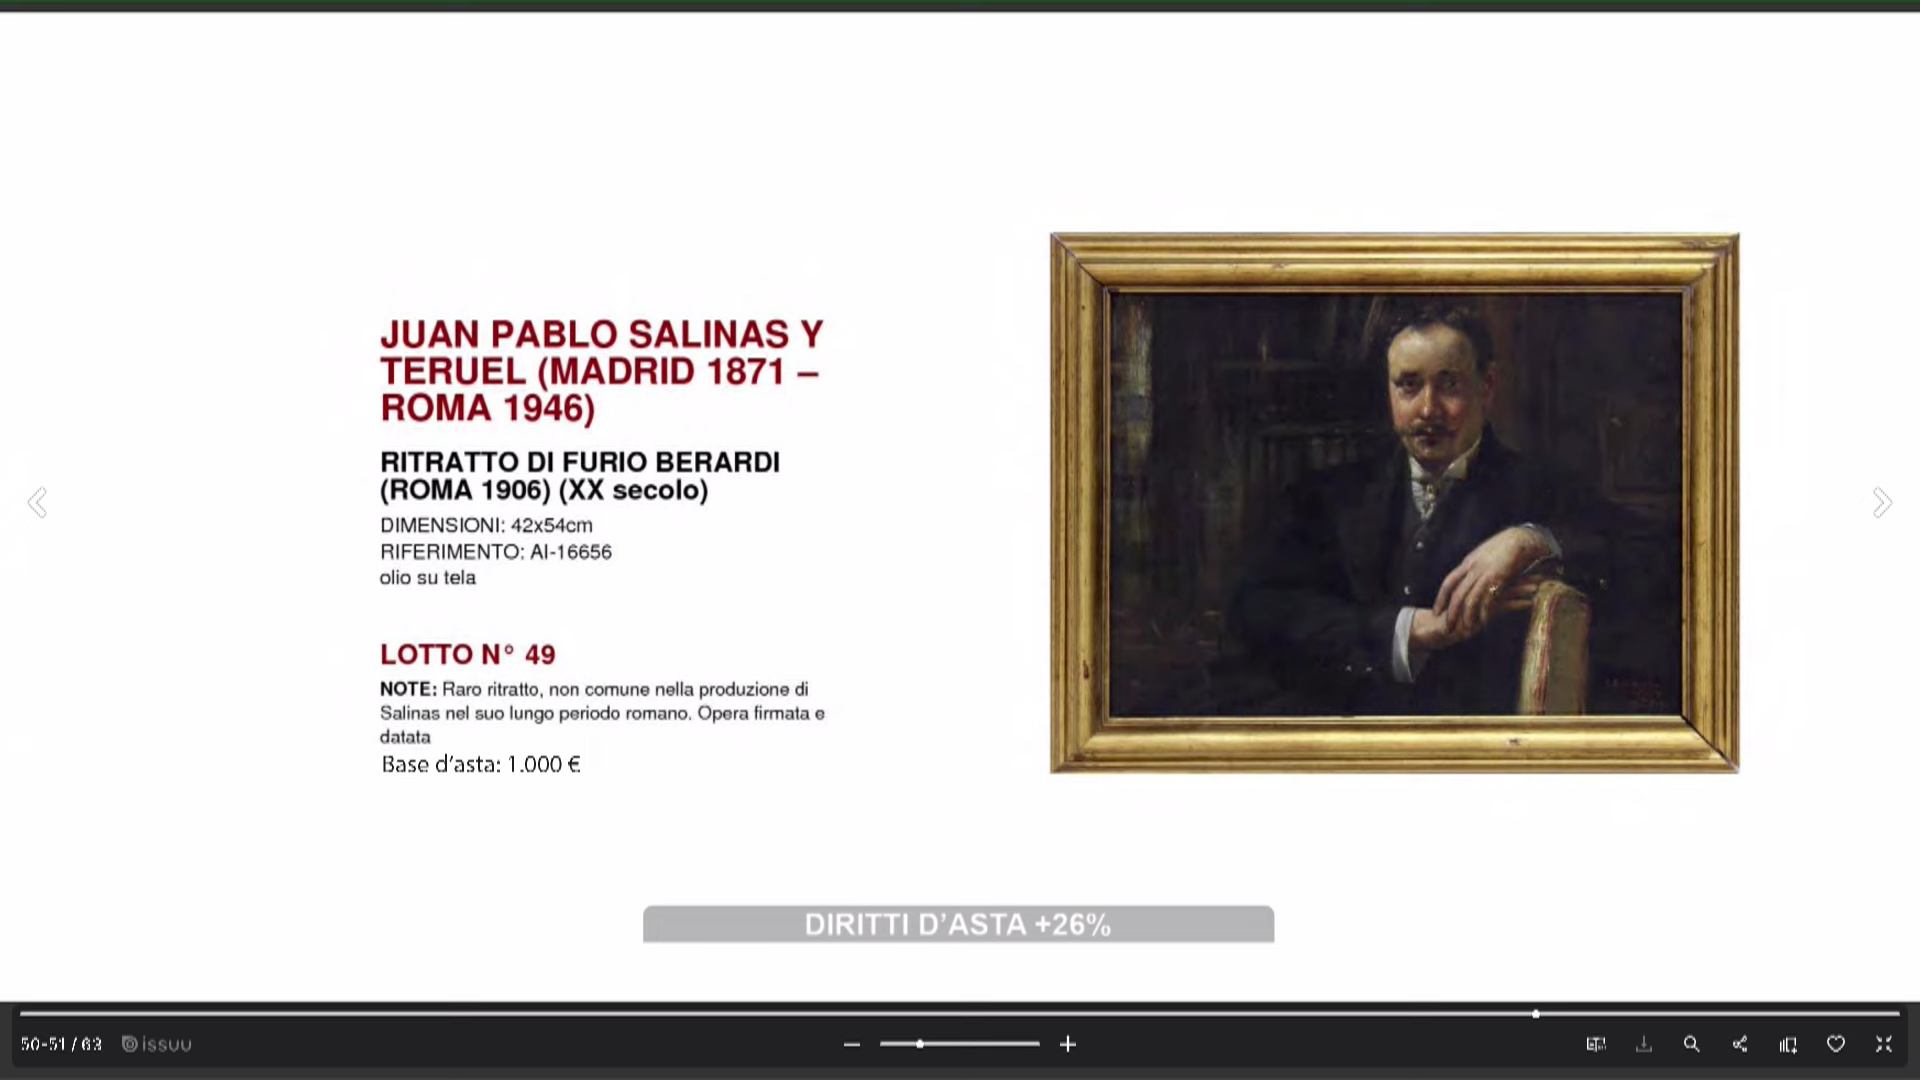 JUAN PABLO SALINAS Y
TERUEL (MADRID 1871 –
ROMA 1946)
RITRATTO DI FURIO BERARDI
(ROMA 1906) (XX secolo)
DIMENSIONI: 42x54cm
RIFERIMENTO: AI-16656
olio su tela
LOTTO N° 49
NOTE: Raro ritratto, non comune nella produzione di
Salinas nel suo lungo periodo romano. Opera firmata e
datata
Base d’asta: 1.000 €
DIRITTI D’ASTA +26%
50-51 / 63
issuu